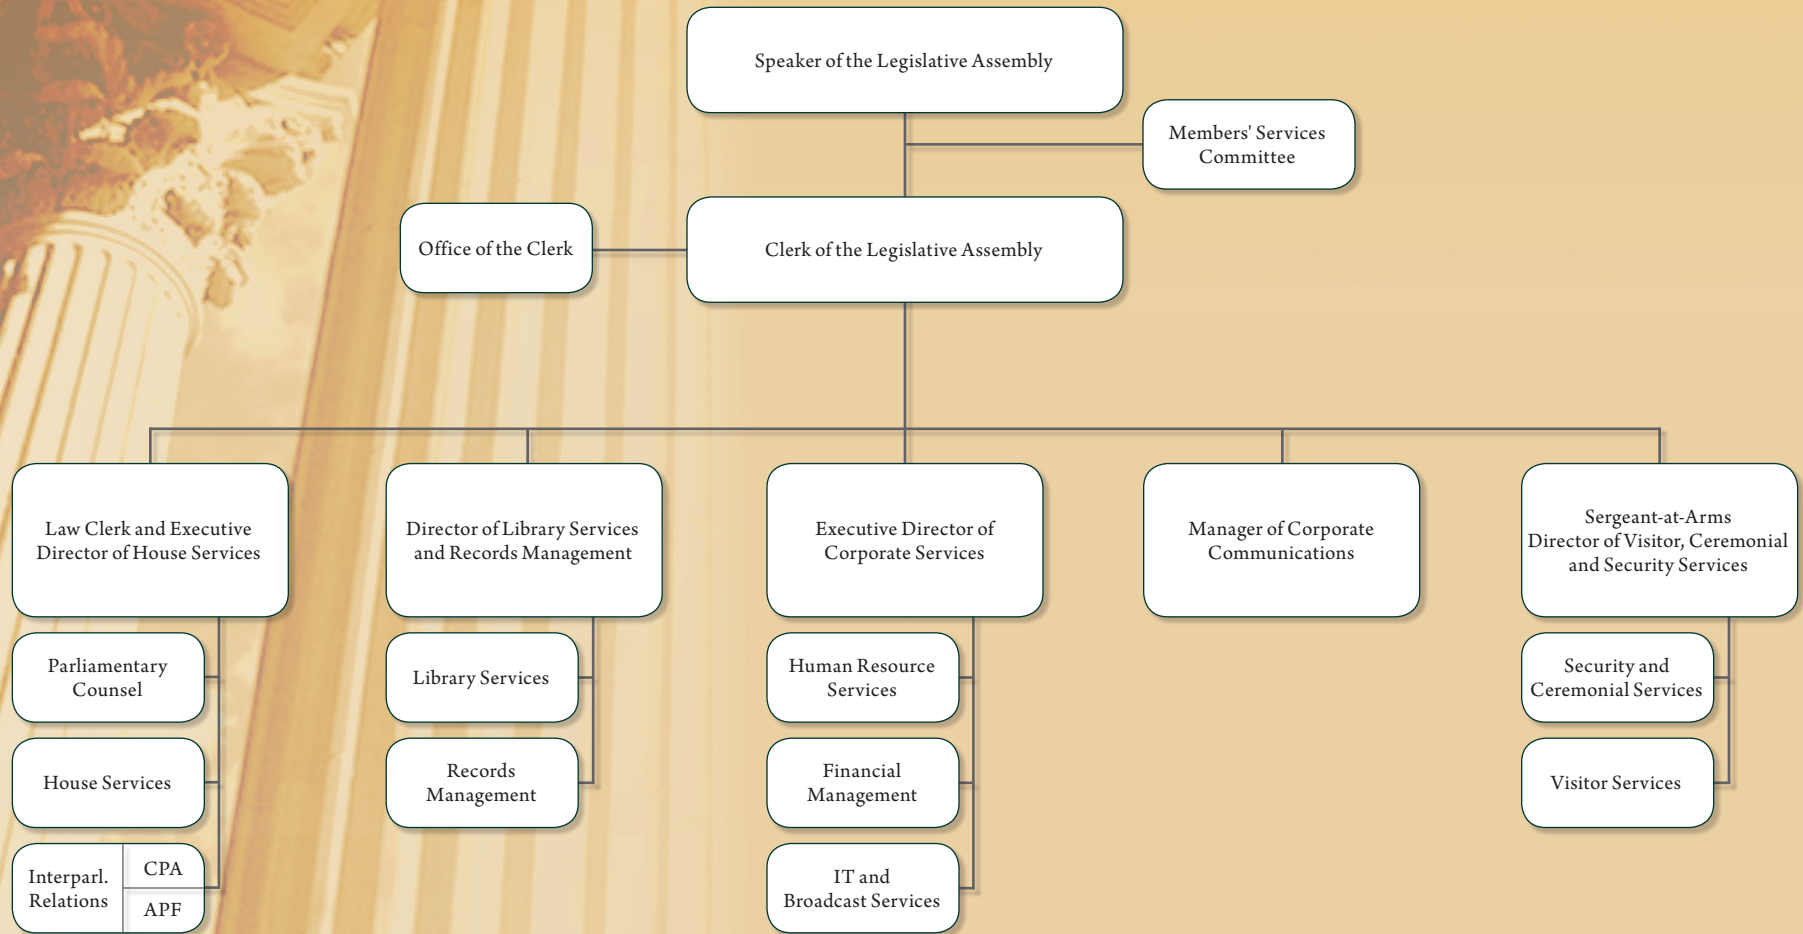 Speaker of the Legislative Assembly
Members' Services
Committee
Office of the Clerk
Clerk of the Legislative Assembly
Law Clerk and Executive
Director of House Services
Director of Library Services
and Records Management
Executive Director of
Corporate Services
Manager of Corporate
Communications
Sergeant-at-Arms
Director of Visitor, Ceremonial
and Security Services
Parliamentary
Counsel
Library Services
Human Resource
Services
Security and
Ceremonial Services
House Services
Records
Management
Financial
Management
Visitor Services
Interparl.
Relations
CPA
APF
IT and
Broadcast Services